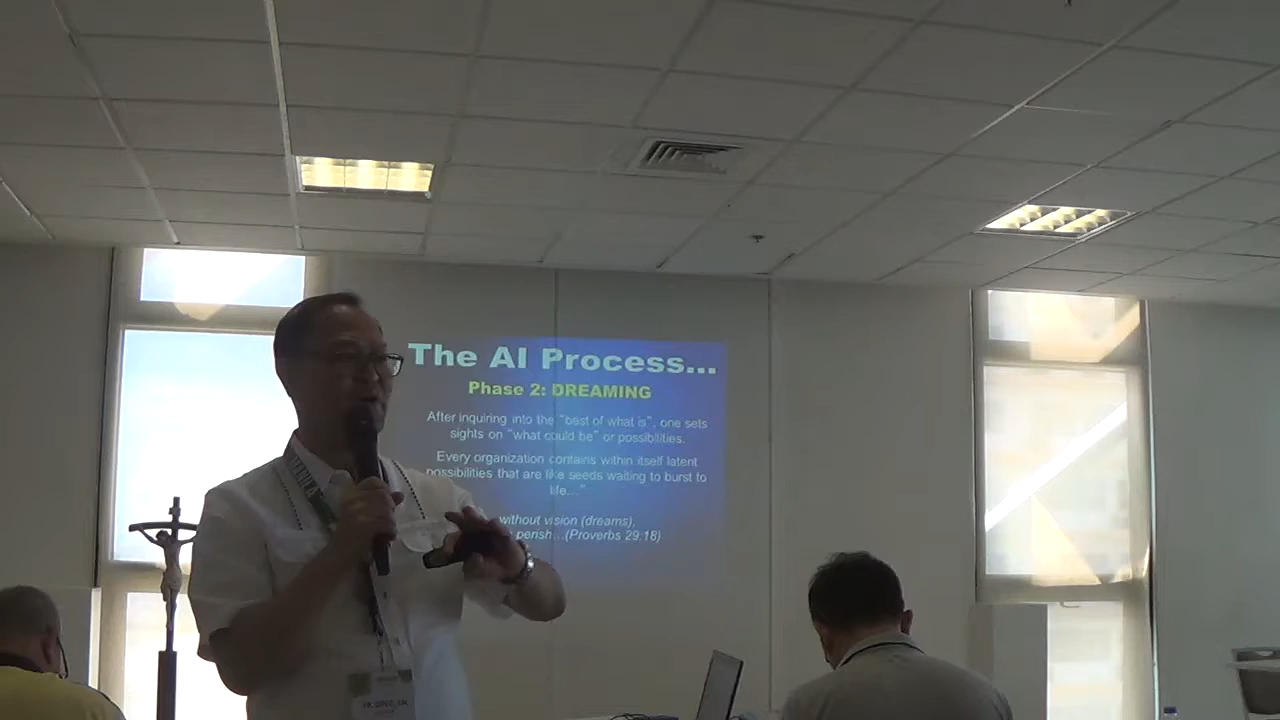 The AI Process...
Phase 2: DREAMING
After inquiring into the "best of what is", one sets
sights on "what could be" or possibilities.
Every organization contains within itself latent
possibilities that are like seeds waiting to burst to
life..."
without vision (dreams),
perish...(Proverbs 29:18)